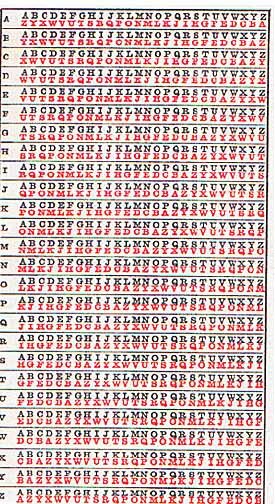 A ABCDEFGHIJKLMNOPQRSTUVWXYZ
ZYXWVUTSRQPONMLKJIHGFEDCBA
B ABCDEFGHIJKLMNOPQRSTUVWXYZ
YXWVUTSRQPONMLKJIHGFEDCBAZ
C ABCDEFGHIJKLMNOPQRSTUVWXYZ
XWVUTSRQPONMLKJIHGFEDCBAZY
D ABCDEFGHIJKLMNOPQRSTUVWXYZ
WVUTSRQPONMLKJIHGFEDCBAZYX
E ABCDEFGHIJKLMNOPQRSTUVWXYZ
VUTSRQPONMLKJIHGFEDCBAZYXW
F ABCDEFGHIJKLMNOPQRSTUVWXYZ
UTSRQPONMLKJIHGFEDCBAZYXWV
G ABCDEFGHIJKLMNOPQRSTUVWXYZ
TSRQPONMLKJIHGFEDCBAZYXWVU
H ABCDEFGHIJKLMNOPQRSTUVWXYZ
SRQPONMLKJIHGFEDCBAZYXWVUT
I ABCDEFGHIJKLMNOPQRSTUVWXYZ
RQPONMLKJIHGFEDCBAZYXWVUTS
J ABCDEFGHIJKLMNOPQRSTUVWXYZ
QPONMLKJIHGFEDCBAZYXWVUTSR
K ABCDEFGHIJKLMNOPQRSTUVWXYZ
PONMLKJIHGFEDCBAZYXWVUTSRQ
L ABCDEFGHIJKLMNOPQRSTUVWXYZ
ONMLKJIHGFEDCBAZYXWVUTSRQP
M ABCDEFGHIJKLMNOPQRSTUVWXYZ
NMLKJIHGFEDCBAZYXWVUTSRQPO
N ABCDEFGHIJKLMNOPQRSTUVWXYZ
MLKJIHGFEDCBAZYXWVUTSRQPON
O ABCDEFGHIJKLMNOPQRSTUVWXYZ
LKJIHGFEDCBAZYXWVUTSRQPONM
P ABCDEFGHIJKLMNOPQRSTUVWXYZ
KJIHGFEDCBAZYXWVUTSRQPONML
Q ABCDEFGHIJKLMNOPQRSTUVWXYZ
JIHGFEDCBAZYXWVUTSRQPONMLK
R ABCDEFGHIJKLMNOPQRSTUVWXYZ
IHGFEDCBAZYXWVUTSRQPONMLKJ
S ABCDEFGHIJKLMNOPQRSTUVWXYZ
HGFEDCBAZYXWVUTSRQPONMLKJI
T ABCDEFGHIJKLMNOPQRSTUVWXYZ
GFEDCBAZYXWVUTSRQPONMLKJIH
U ABCDEFGHIJKLMNOPQRSTUVWXYZ
FEDCBAZYXWVUTSRQPONMLKJIHG
V ABCDEFGHIJKLMNOPQRSTUVWXYZ
EDCBAZYXWVUTSRQPONMLKJIHGF
W ABCDEFGHIJKLMNOPQRSTUVWXYZ
DCBAZYXWVUTSRQPONMLKJIHGFE
X ABCDEFGHIJKLMNOPQRSTUVWXYZ
CBAZYXWVUTSRQPONMLKJIHGFED
Y ABCDEFGHIJKLMNOPQRSTUVWXYZ
BAZYXWVUTSRQPONMLKJIHGFEDC
Z ABCDEFGHIJKLMNOPQRSTUVWXYZ
AZYXWVUTSRQPONMLKJIHGFEDCB